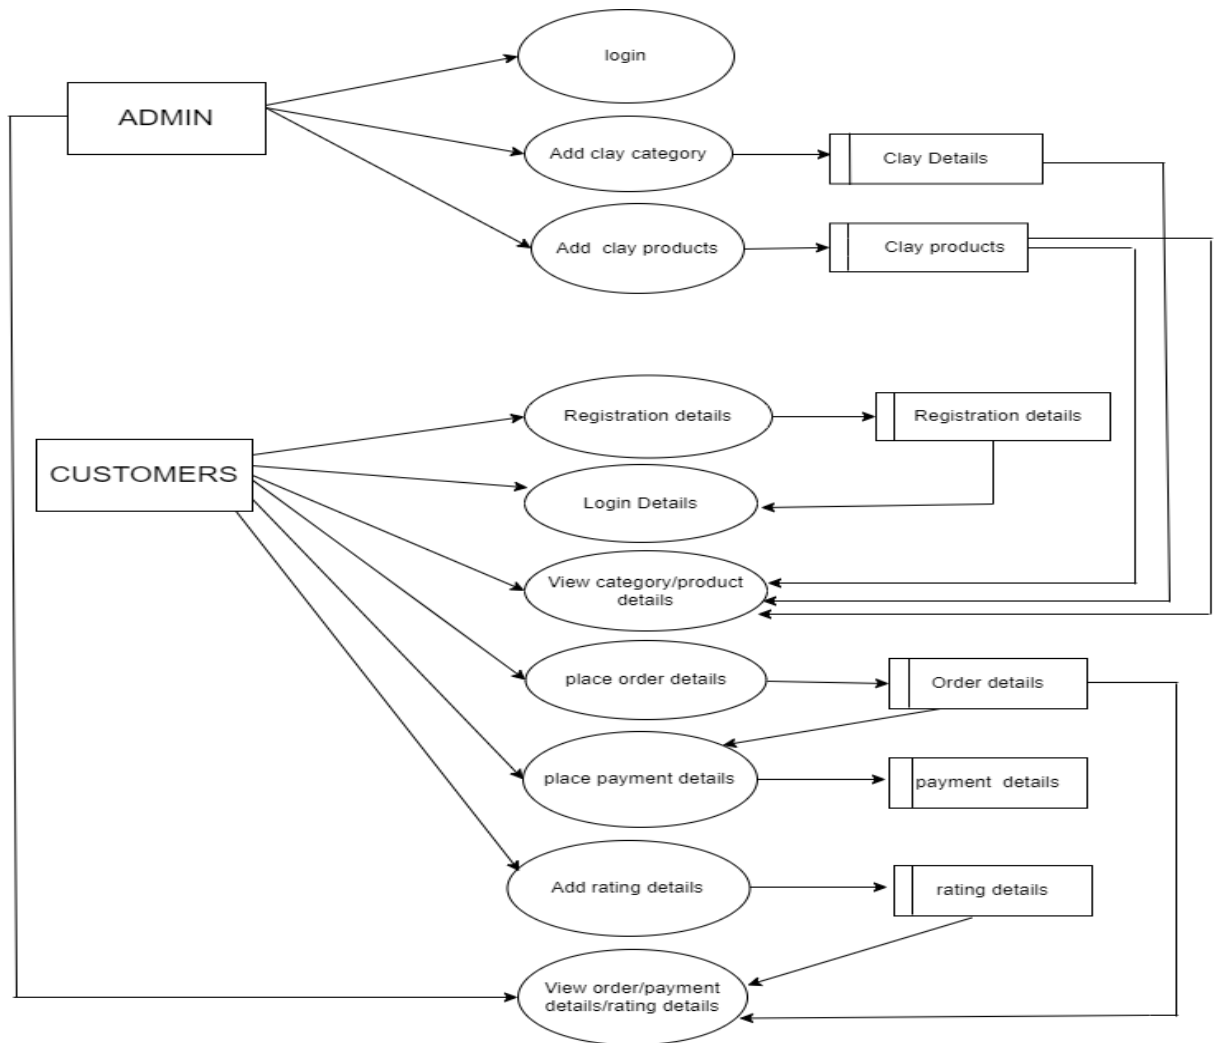 login
ADMIN
Add clay category
Clay Details
Add clay products
Clay products
Registration details
Registration details
CUSTOMERS
Login Details
View category/product
details
place order details
Order details
place payment details
payment details
Add rating details
rating details
View order/payment
details/rating details